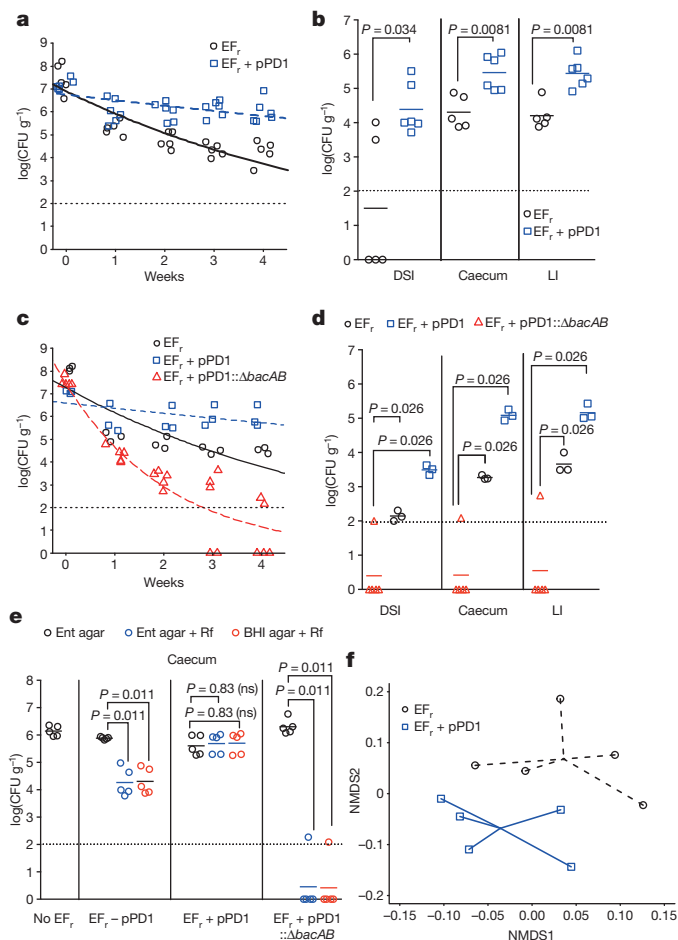 a
EFr
EFr + pPD1
log(CFU g–1)
9
8
7
6
5
4
3
2
1
0
0 1 2 3 4
Weeks
b
P = 0.034
P = 0.0081
P = 0.0081
log(CFU g–1)
7
6
5
4
3
2
1
0
EFr
EFr + pPD1
DSI Caecum LI
c
EFr
EFr + pPD1
EFr + pPD1::ΔbacAB
log(CFU g–1)
9
8
7
6
5
4
3
2
1
0
0 1 2 3 4
Weeks
d
EFr EFr + pPD1 EFr + pPD1::ΔbacAB
log(CFU g–1)
7
6
5
4
3
2
1
0
P = 0.026
P = 0.026
P = 0.026
P = 0.026
P = 0.026
P = 0.026
DSI Caecum LI
e
Ent agar Ent agar + Rf BHI agar + Rf
Caecum
log(CFU g–1)
9
8
7
6
5
4
3
2
1
0
P = 0.011
P = 0.011
P = 0.83 (ns)
P = 0.83 (ns)
P = 0.011
P = 0.011
No EFr EFr – pPD1 EFr + pPD1 EFr + pPD1
::ΔbacAB
f
EFr
EFr + pPD1
NMDS2
0.2
0.1
0
–0.1
–0.2
–0.15 –0.10 –0.05 0.00 0.05 0.10 0.15
NMDS1